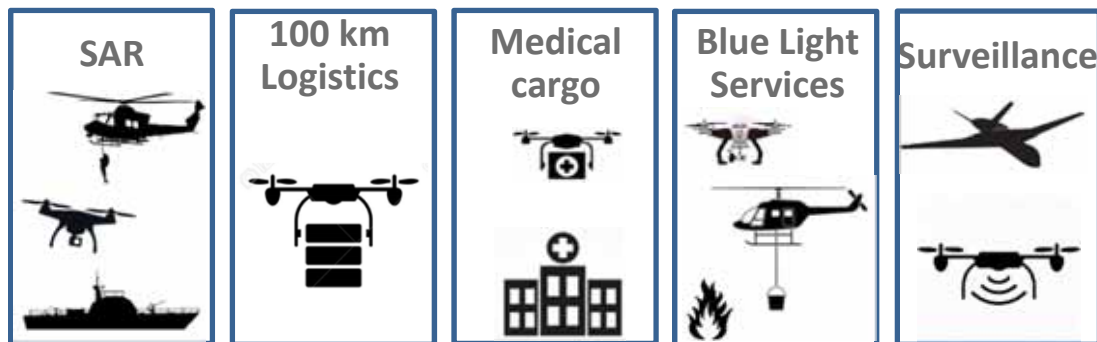 SAR
100 km
Logistics
Medical
cargo
Blue Light
Services
Surveillance